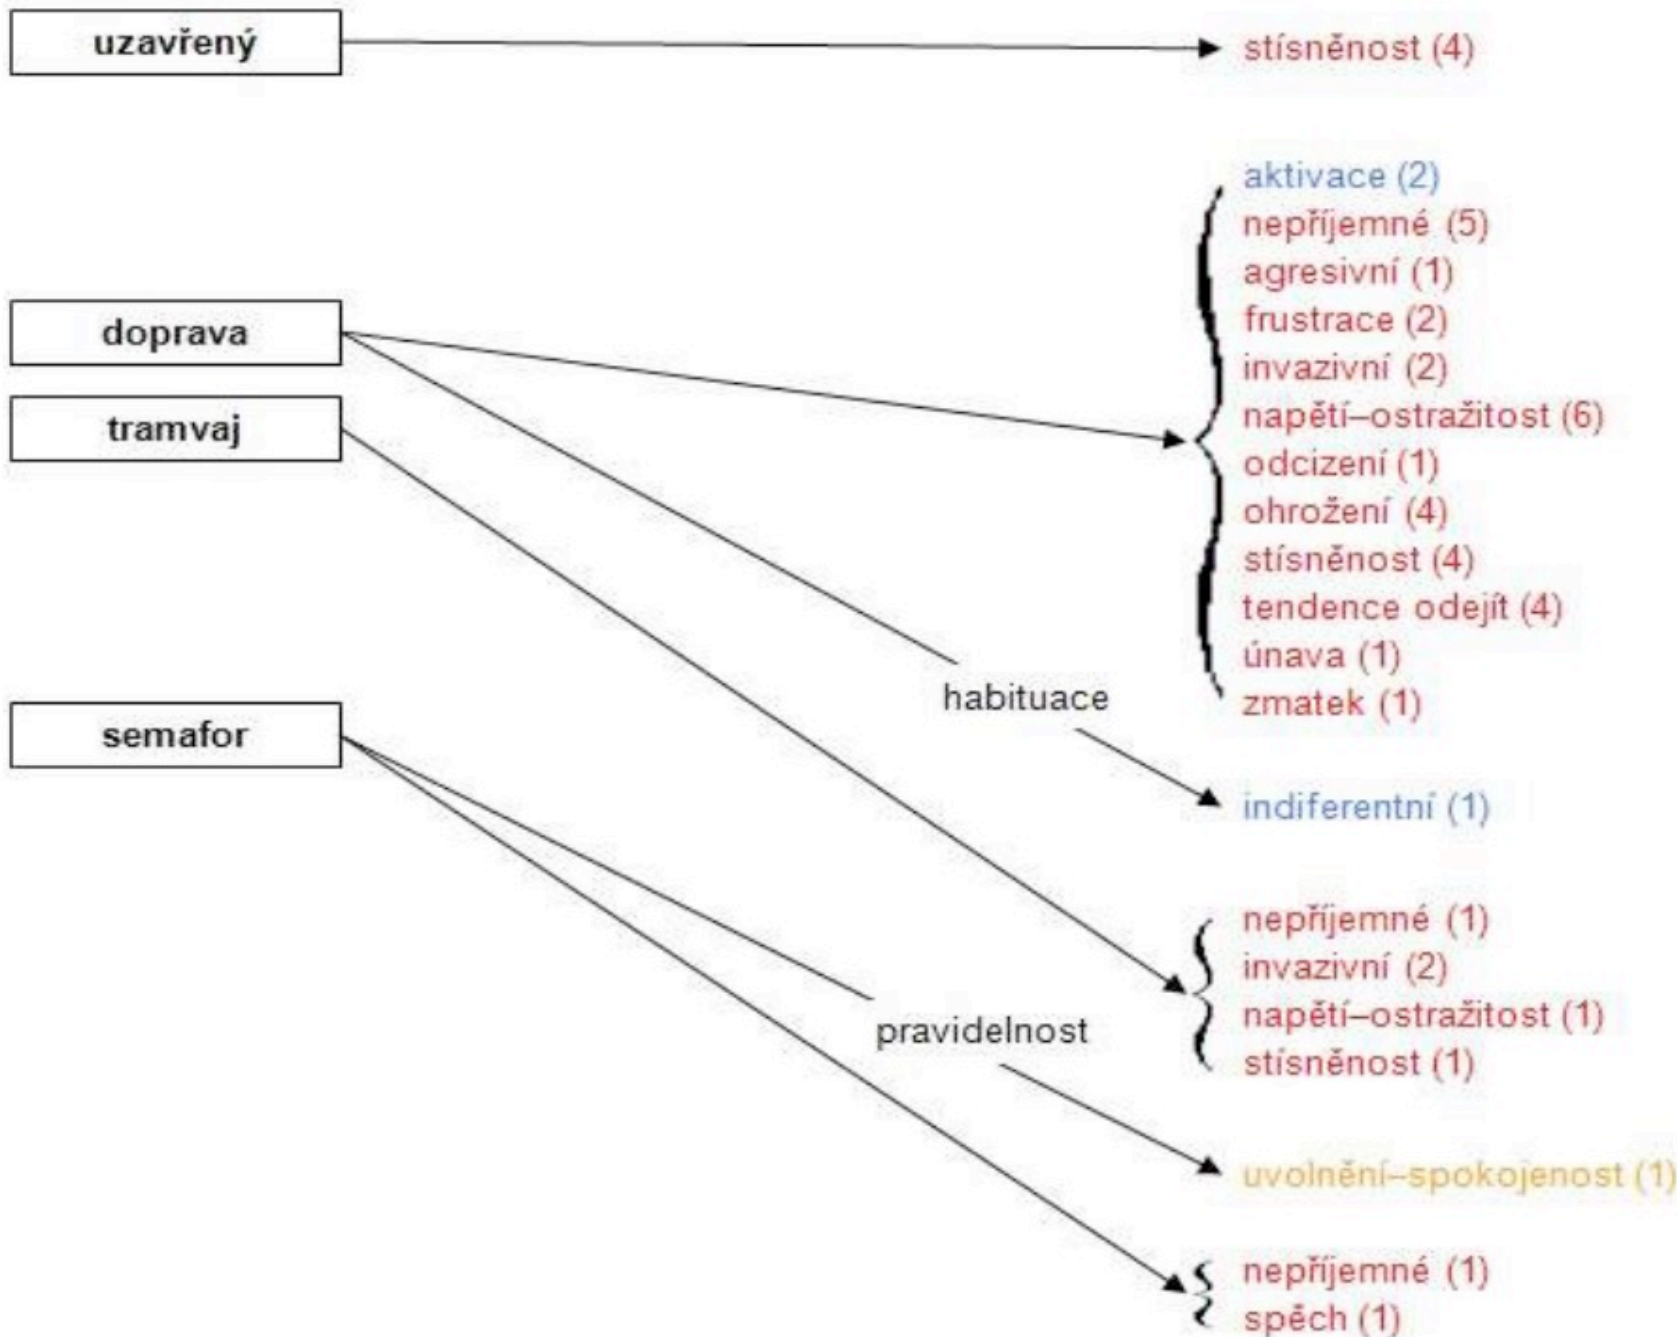 uzavřený
stísněnost (4)
aktivace (2)
nepříjemné (5)
agresivní (1)
frustrace (2)
invazivní (2)
napětí–ostražitost (6)
odcizení (1)
ohrožení (4)
stísněnost (4)
tendence odejít (4)
únava (1)
zmatek (1)
doprava
tramvaj
habituace
semafor
indiferentní (1)
nepříjemné (1)
invazivní (2)
napětí–ostražitost (1)
stísněnost (1)
pravidelnost
uvolnění–spokojenost (1)
nepříjemné (1)
spěch (1)